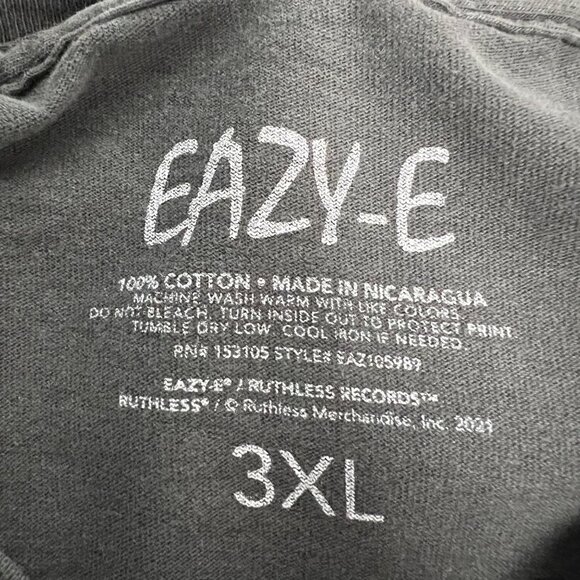 EAZY-E
100% COTTON • MADE IN NICARAGUA
MACHINE WASH WARM WITH LIKE COLORS.
DO NOT BLEACH. TURN INSIDE OUT TO PROTECT PRINT.
TUMBLE DRY LOW. COOL IRON IF NEEDED.
RN# 153105 STYLE# EAZ105989
EAZY-E® / RUTHLESS RECORDS™
RUTHLESS® / © Ruthless Merchandise, Inc. 2021
3XL